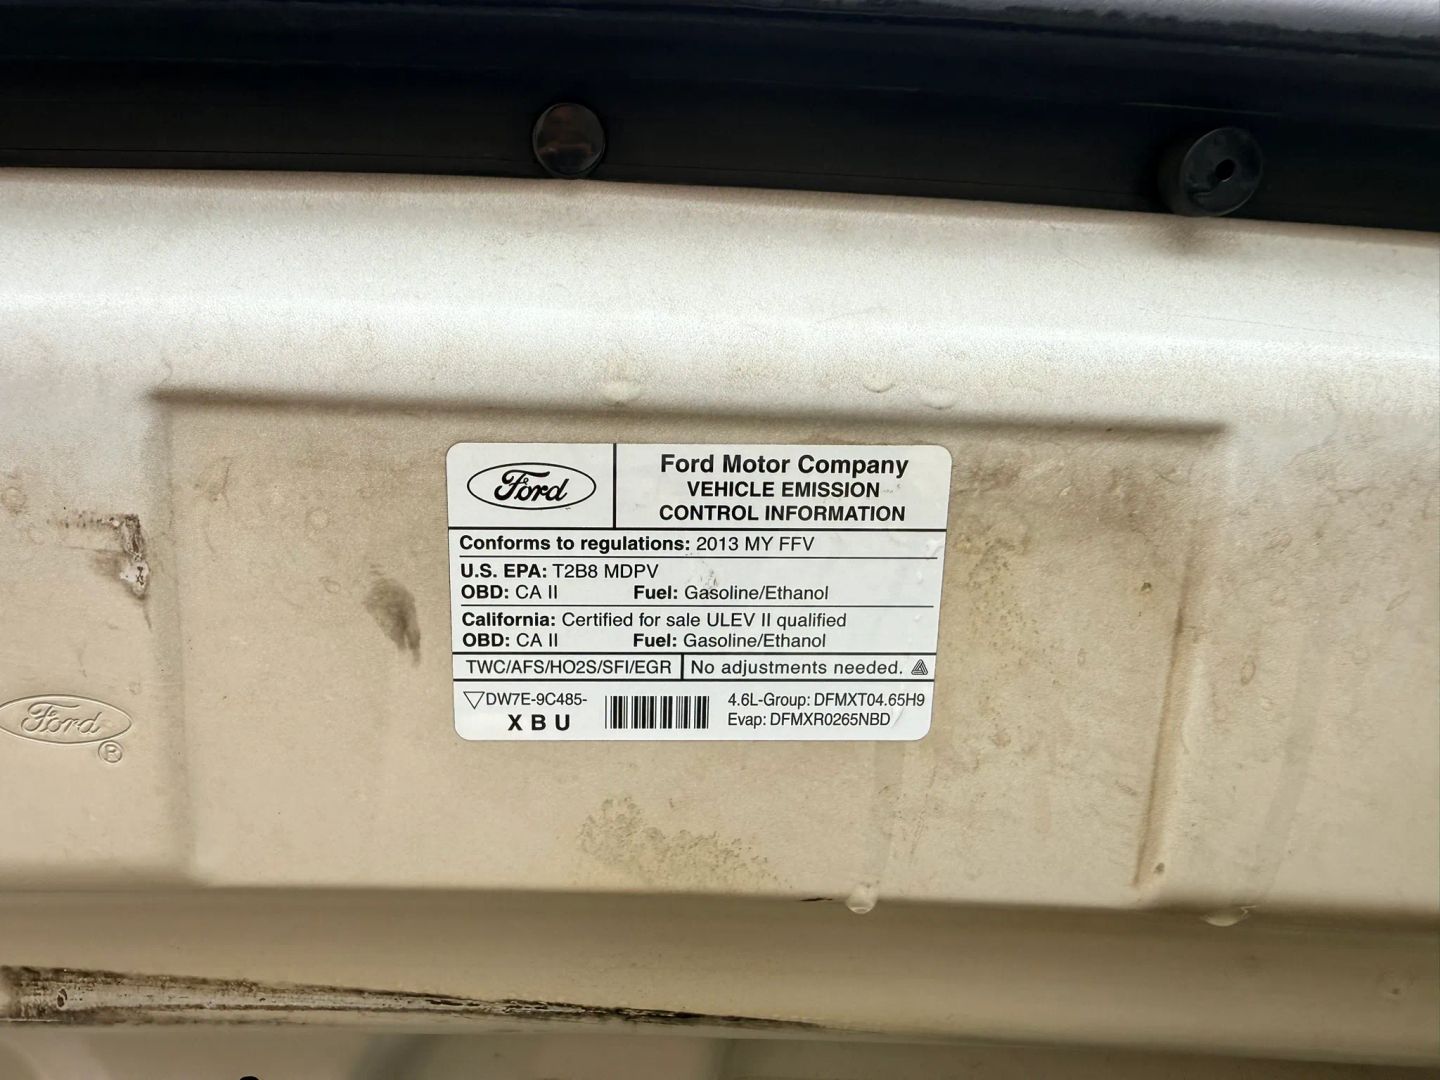 Ford
Ford Motor Company
VEHICLE EMISSION
CONTROL INFORMATION
Conforms to regulations: 2013 MY FFV
U.S. EPA: T2B8 MDPV
OBD: CA II Fuel: Gasoline/Ethanol
California: Certified for sale ULEV II qualified
OBD: CA II Fuel: Gasoline/Ethanol
TWC/AFS/HO2S/SFI/EGR No adjustments needed.
DW7E-9C485-
X B U
4.6L-Group: DFMXT04.65H9
Evap: DFMXR0265NBD
Ford
®